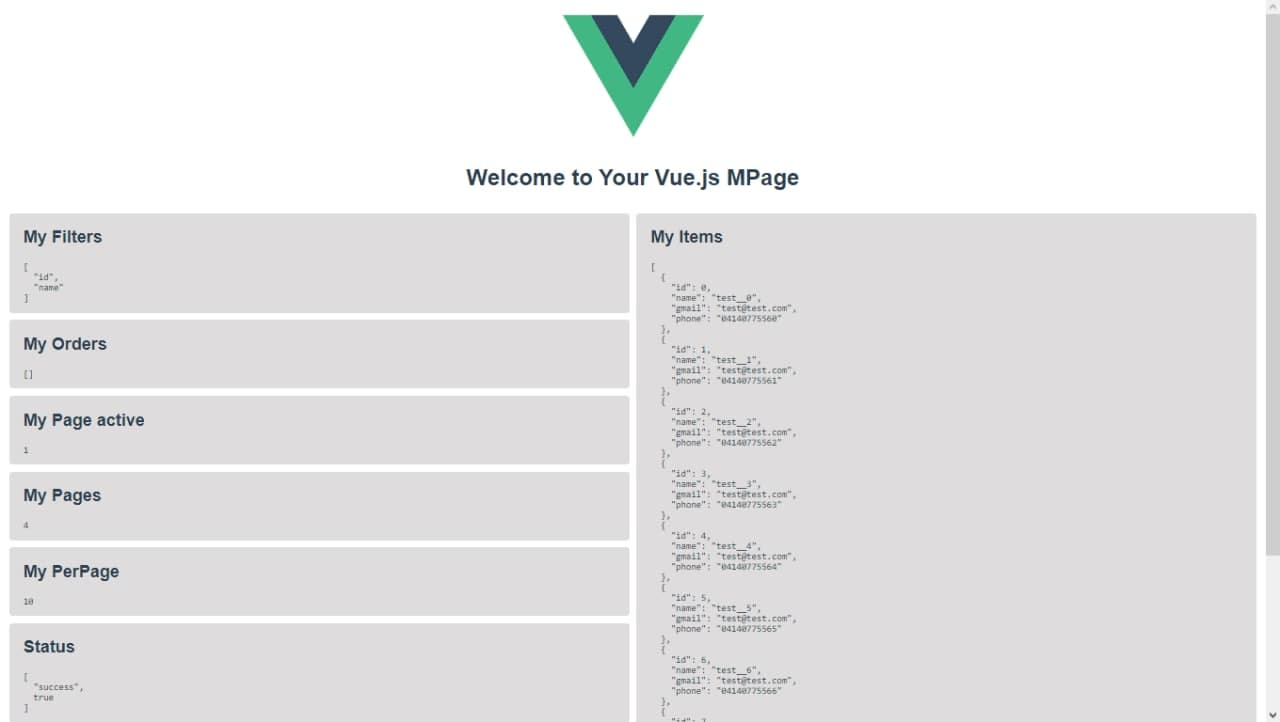 Welcome to Your Vue.js MPage
My Filters
[
  "id",
  "name"
]
My Orders
[]
My Page active
1
My Pages
4
My PerPage
10
Status
[
  "success",
  true
]
My Items
[
  {
    "id": 0,
    "name": "test__0",
    "gmail": "test@test.com",
    "phone": "04140775560"
  },
  {
    "id": 1,
    "name": "test__1",
    "gmail": "test@test.com",
    "phone": "04140775561"
  },
  {
    "id": 2,
    "name": "test__2",
    "gmail": "test@test.com",
    "phone": "04140775562"
  },
  {
    "id": 3,
    "name": "test__3",
    "gmail": "test@test.com",
    "phone": "04140775563"
  },
  {
    "id": 4,
    "name": "test__4",
    "gmail": "test@test.com",
    "phone": "04140775564"
  },
  {
    "id": 5,
    "name": "test__5",
    "gmail": "test@test.com",
    "phone": "04140775565"
  },
  {
    "id": 6,
    "name": "test__6",
    "gmail": "test@test.com",
    "phone": "04140775566"
  },
  {